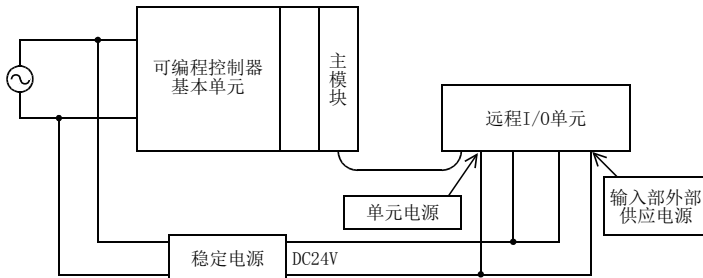 可编程控制器
基本单元
主
模
块
远程I/O单元
单元电源
输入部外部
供应电源
稳定电源
DC24V